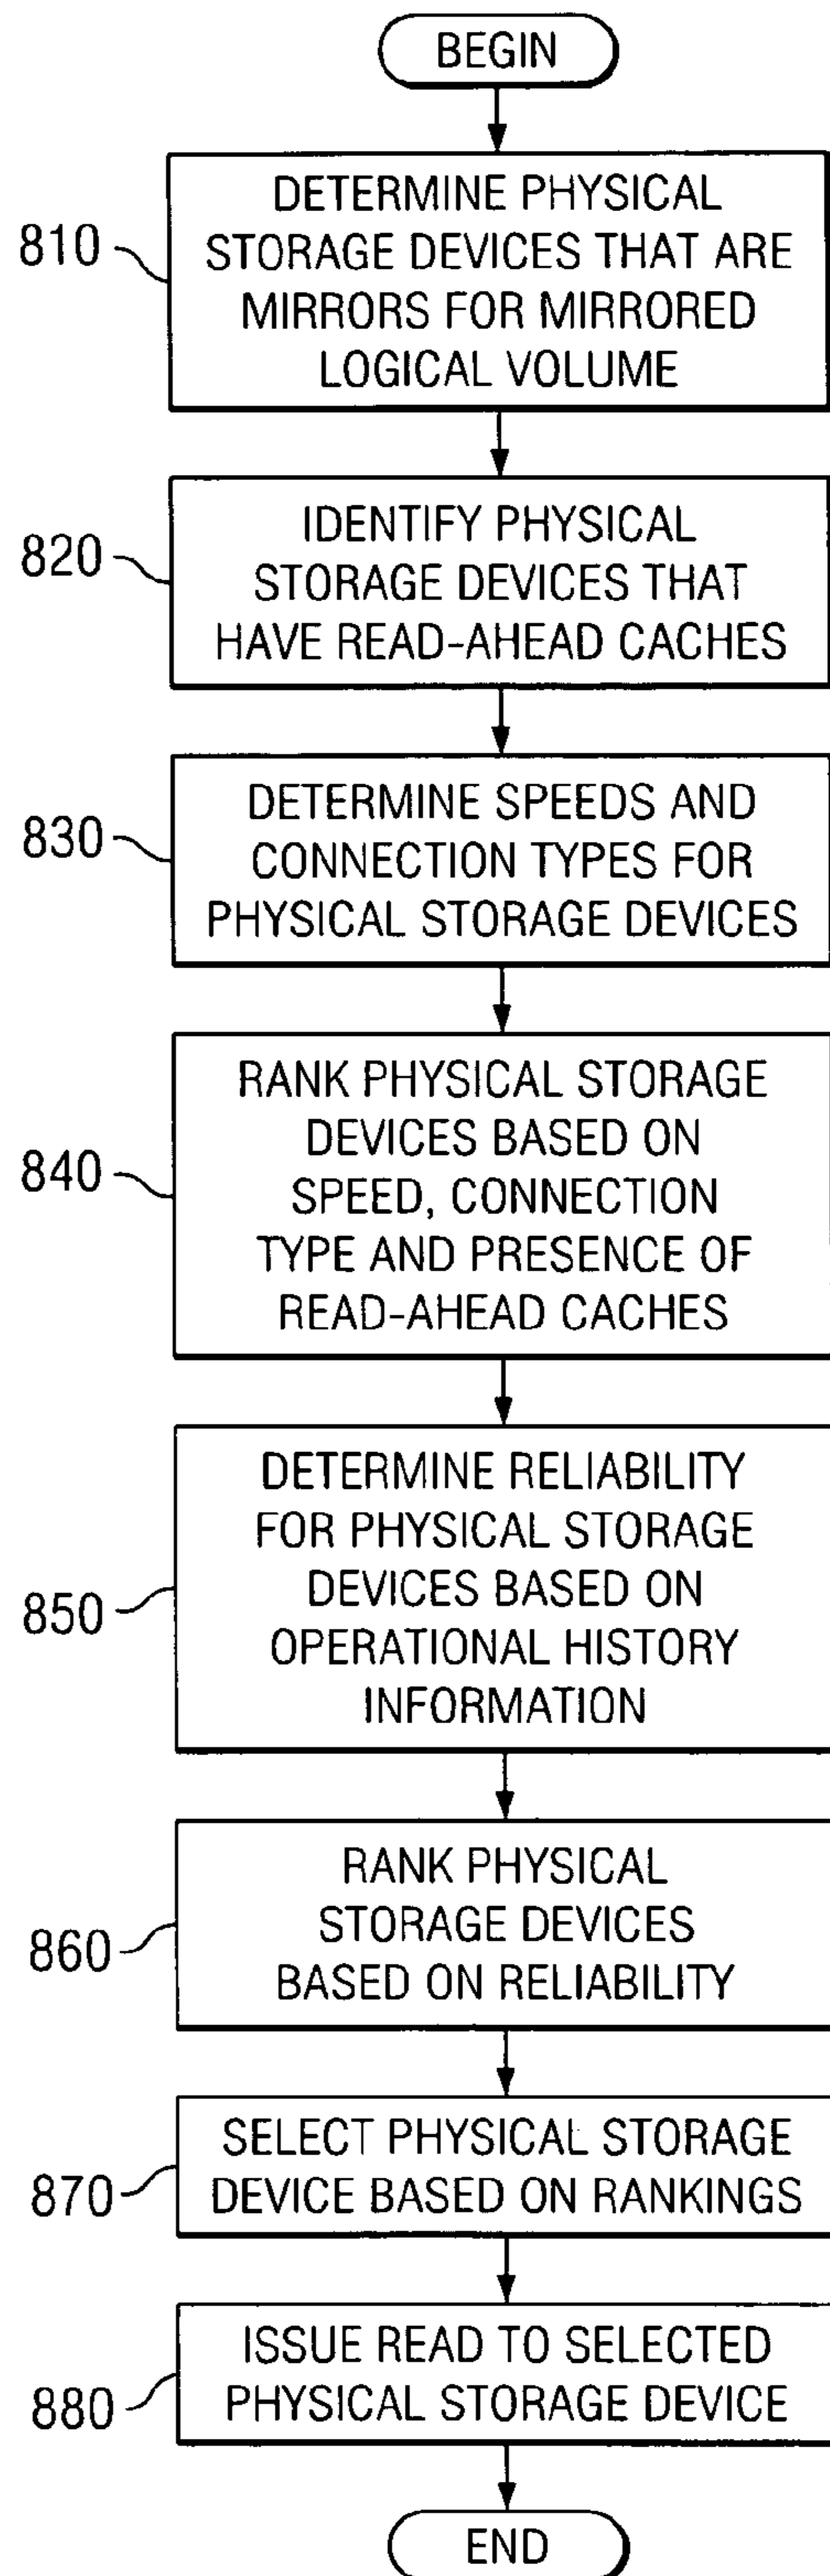 BEGIN
810
DETERMINE PHYSICAL
STORAGE DEVICES THAT ARE
MIRRORS FOR MIRRORED
LOGICAL VOLUME
820
IDENTIFY PHYSICAL
STORAGE DEVICES THAT
HAVE READ-AHEAD CACHES
830
DETERMINE SPEEDS AND
CONNECTION TYPES FOR
PHYSICAL STORAGE DEVICES
840
RANK PHYSICAL STORAGE
DEVICES BASED ON
SPEED, CONNECTION
TYPE AND PRESENCE OF
READ-AHEAD CACHES
850
DETERMINE RELIABILITY
FOR PHYSICAL STORAGE
DEVICES BASED ON
OPERATIONAL HISTORY
INFORMATION
860
RANK PHYSICAL
STORAGE DEVICES
BASED ON RELIABILITY
870
SELECT PHYSICAL STORAGE
DEVICE BASED ON RANKINGS
880
ISSUE READ TO SELECTED
PHYSICAL STORAGE DEVICE
END